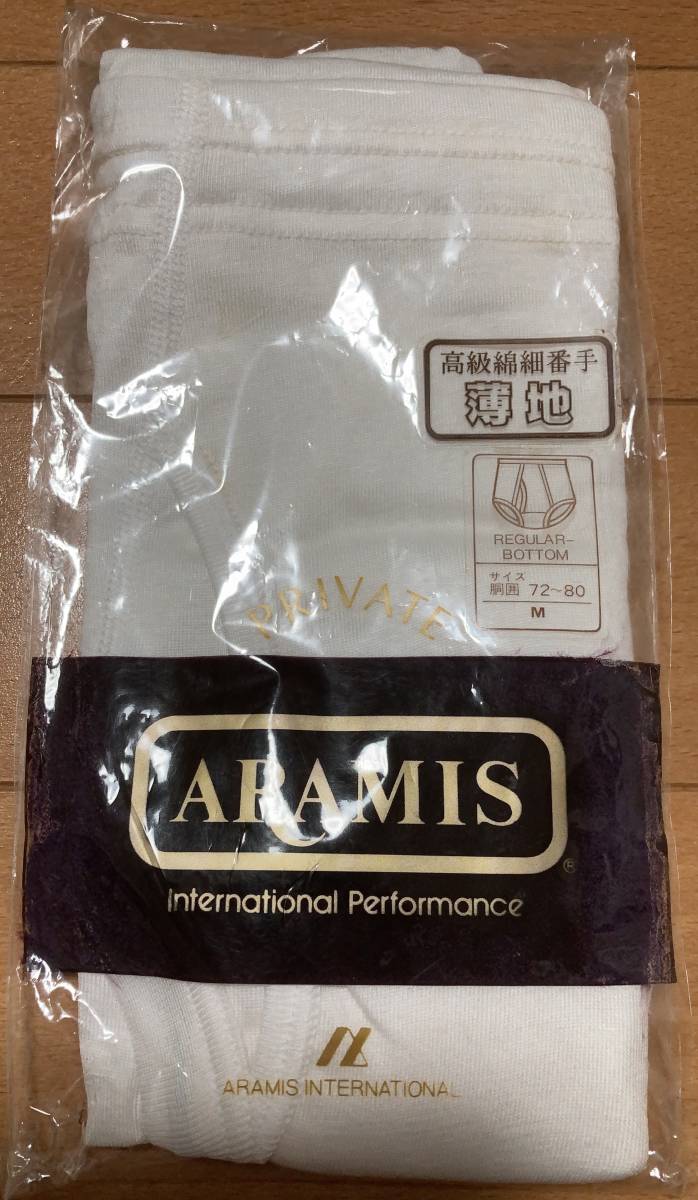 高級綿細番手
薄地
REGULAR-
BOTTOM
サイズ
胴囲 72~80
M
PRIVATE
ARAMIS
®
International Performance
ARAMIS INTERNATIONAL